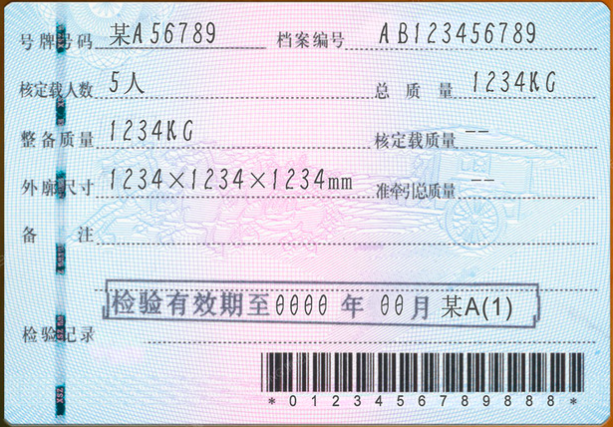 号牌号码 某A56789 档案编号 AB123456789
核定载人数 5人 总质量 1234KG
整备质量 1234KG 核定载质量 --
外廓尺寸 1234×1234×1234mm 准牵引总质量 --
备注
检验有效期至0000年00月某A(1)
检验记录
*0123456789888*